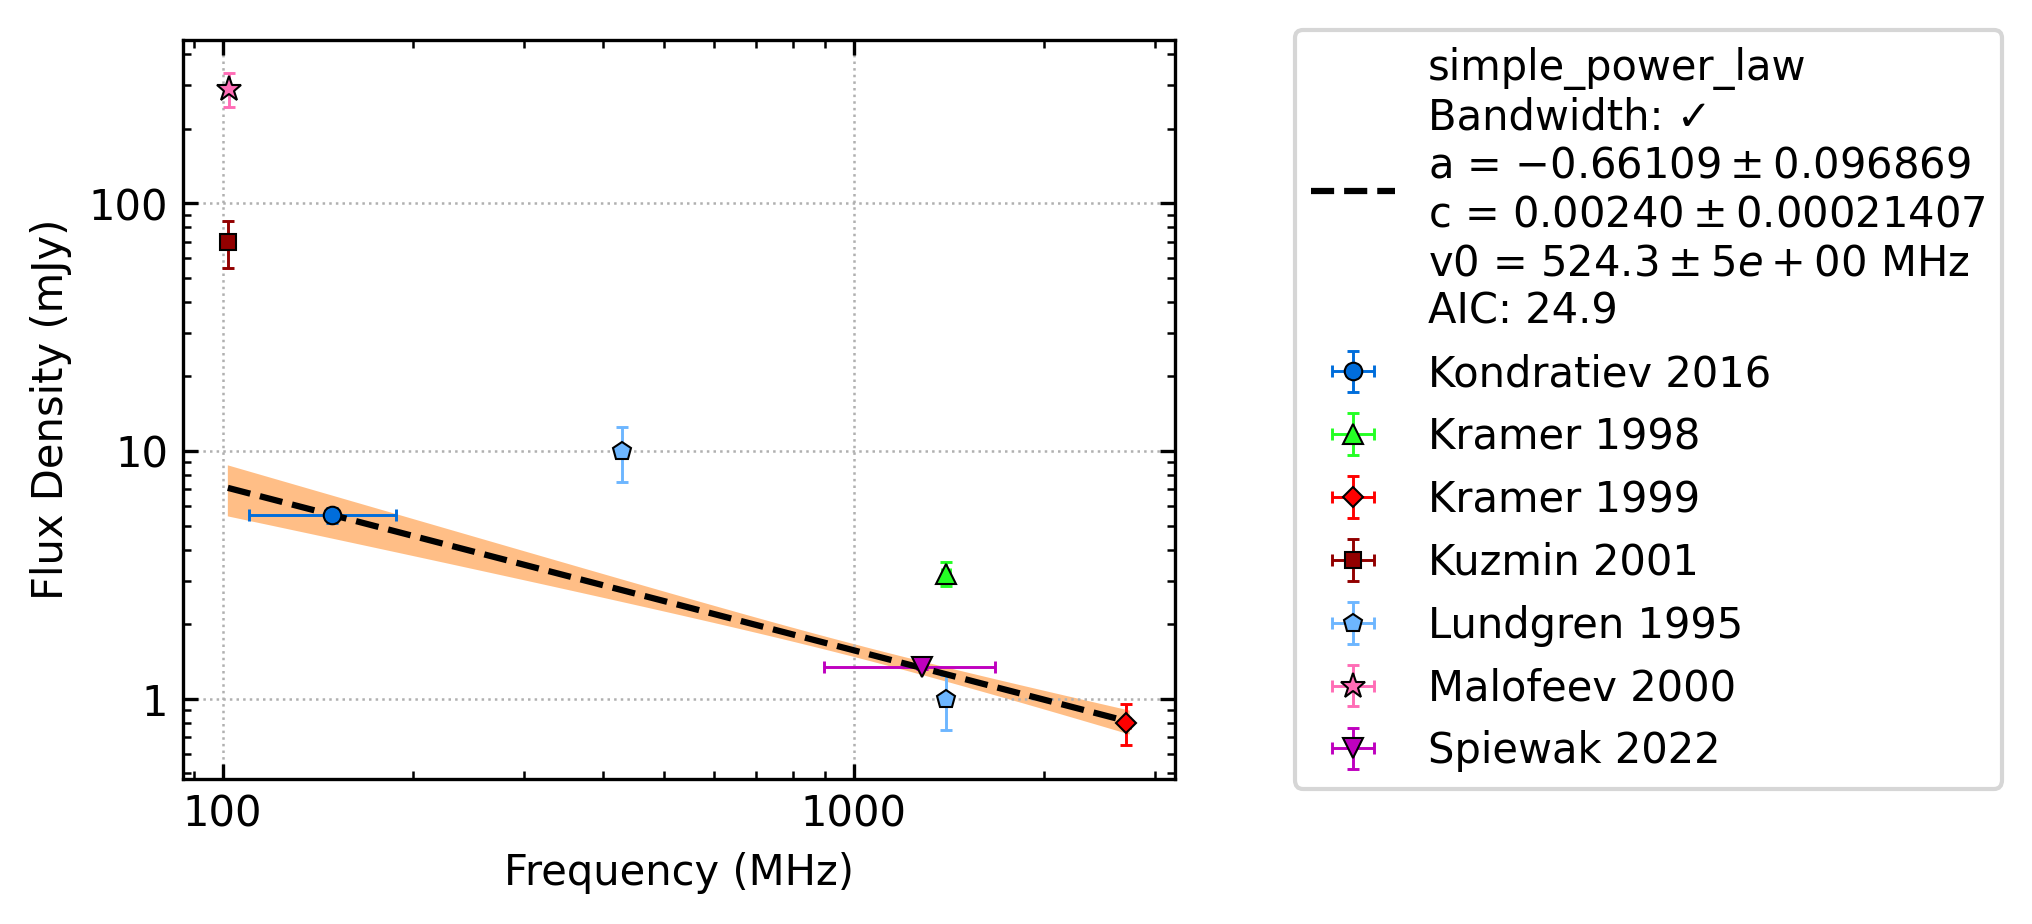 100
10
1
Flux Density (mJy)
100
1000
Frequency (MHz)
simple_power_law
Bandwidth: ✓
a = −0.66109 ± 0.096869
c = 0.00240 ± 0.00021407
v0 = 524.3 ± 5e + 00 MHz
AIC: 24.9
Kondratiev 2016
Kramer 1998
Kramer 1999
Kuzmin 2001
Lundgren 1995
Malofeev 2000
Spiewak 2022